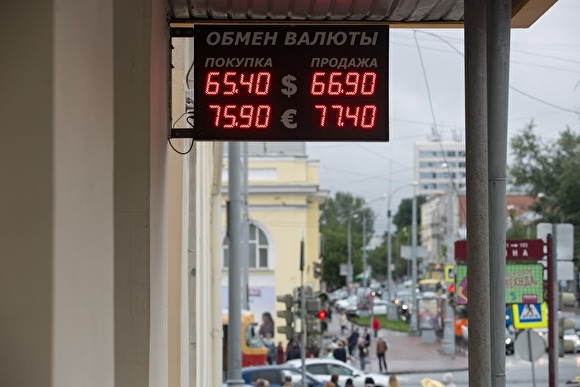 ОБМЕН ВАЛЮТЫ
ПОКУПКА ПРОДАЖА
65.40 $ 66.90
75.90 € 77.40